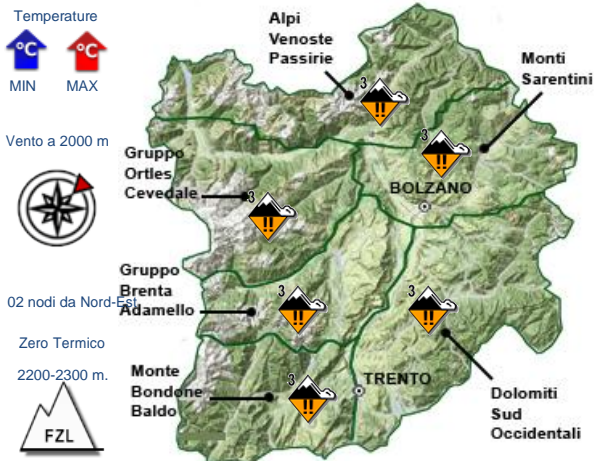 Temperature
°C °C
MIN MAX
Vento a 2000 m
02 nodi da Nord-Est
Zero Termico
2200-2300 m.
FZL
Alpi
Venoste
Passirie
3
Monti
Sarentini
3
BOLZANO
Gruppo
Ortles
Cevedale
3
Gruppo
Brenta
Adamello
3
3
Monte
Bondone
Baldo
3
TRENTO
Dolomiti
Sud
Occidentali